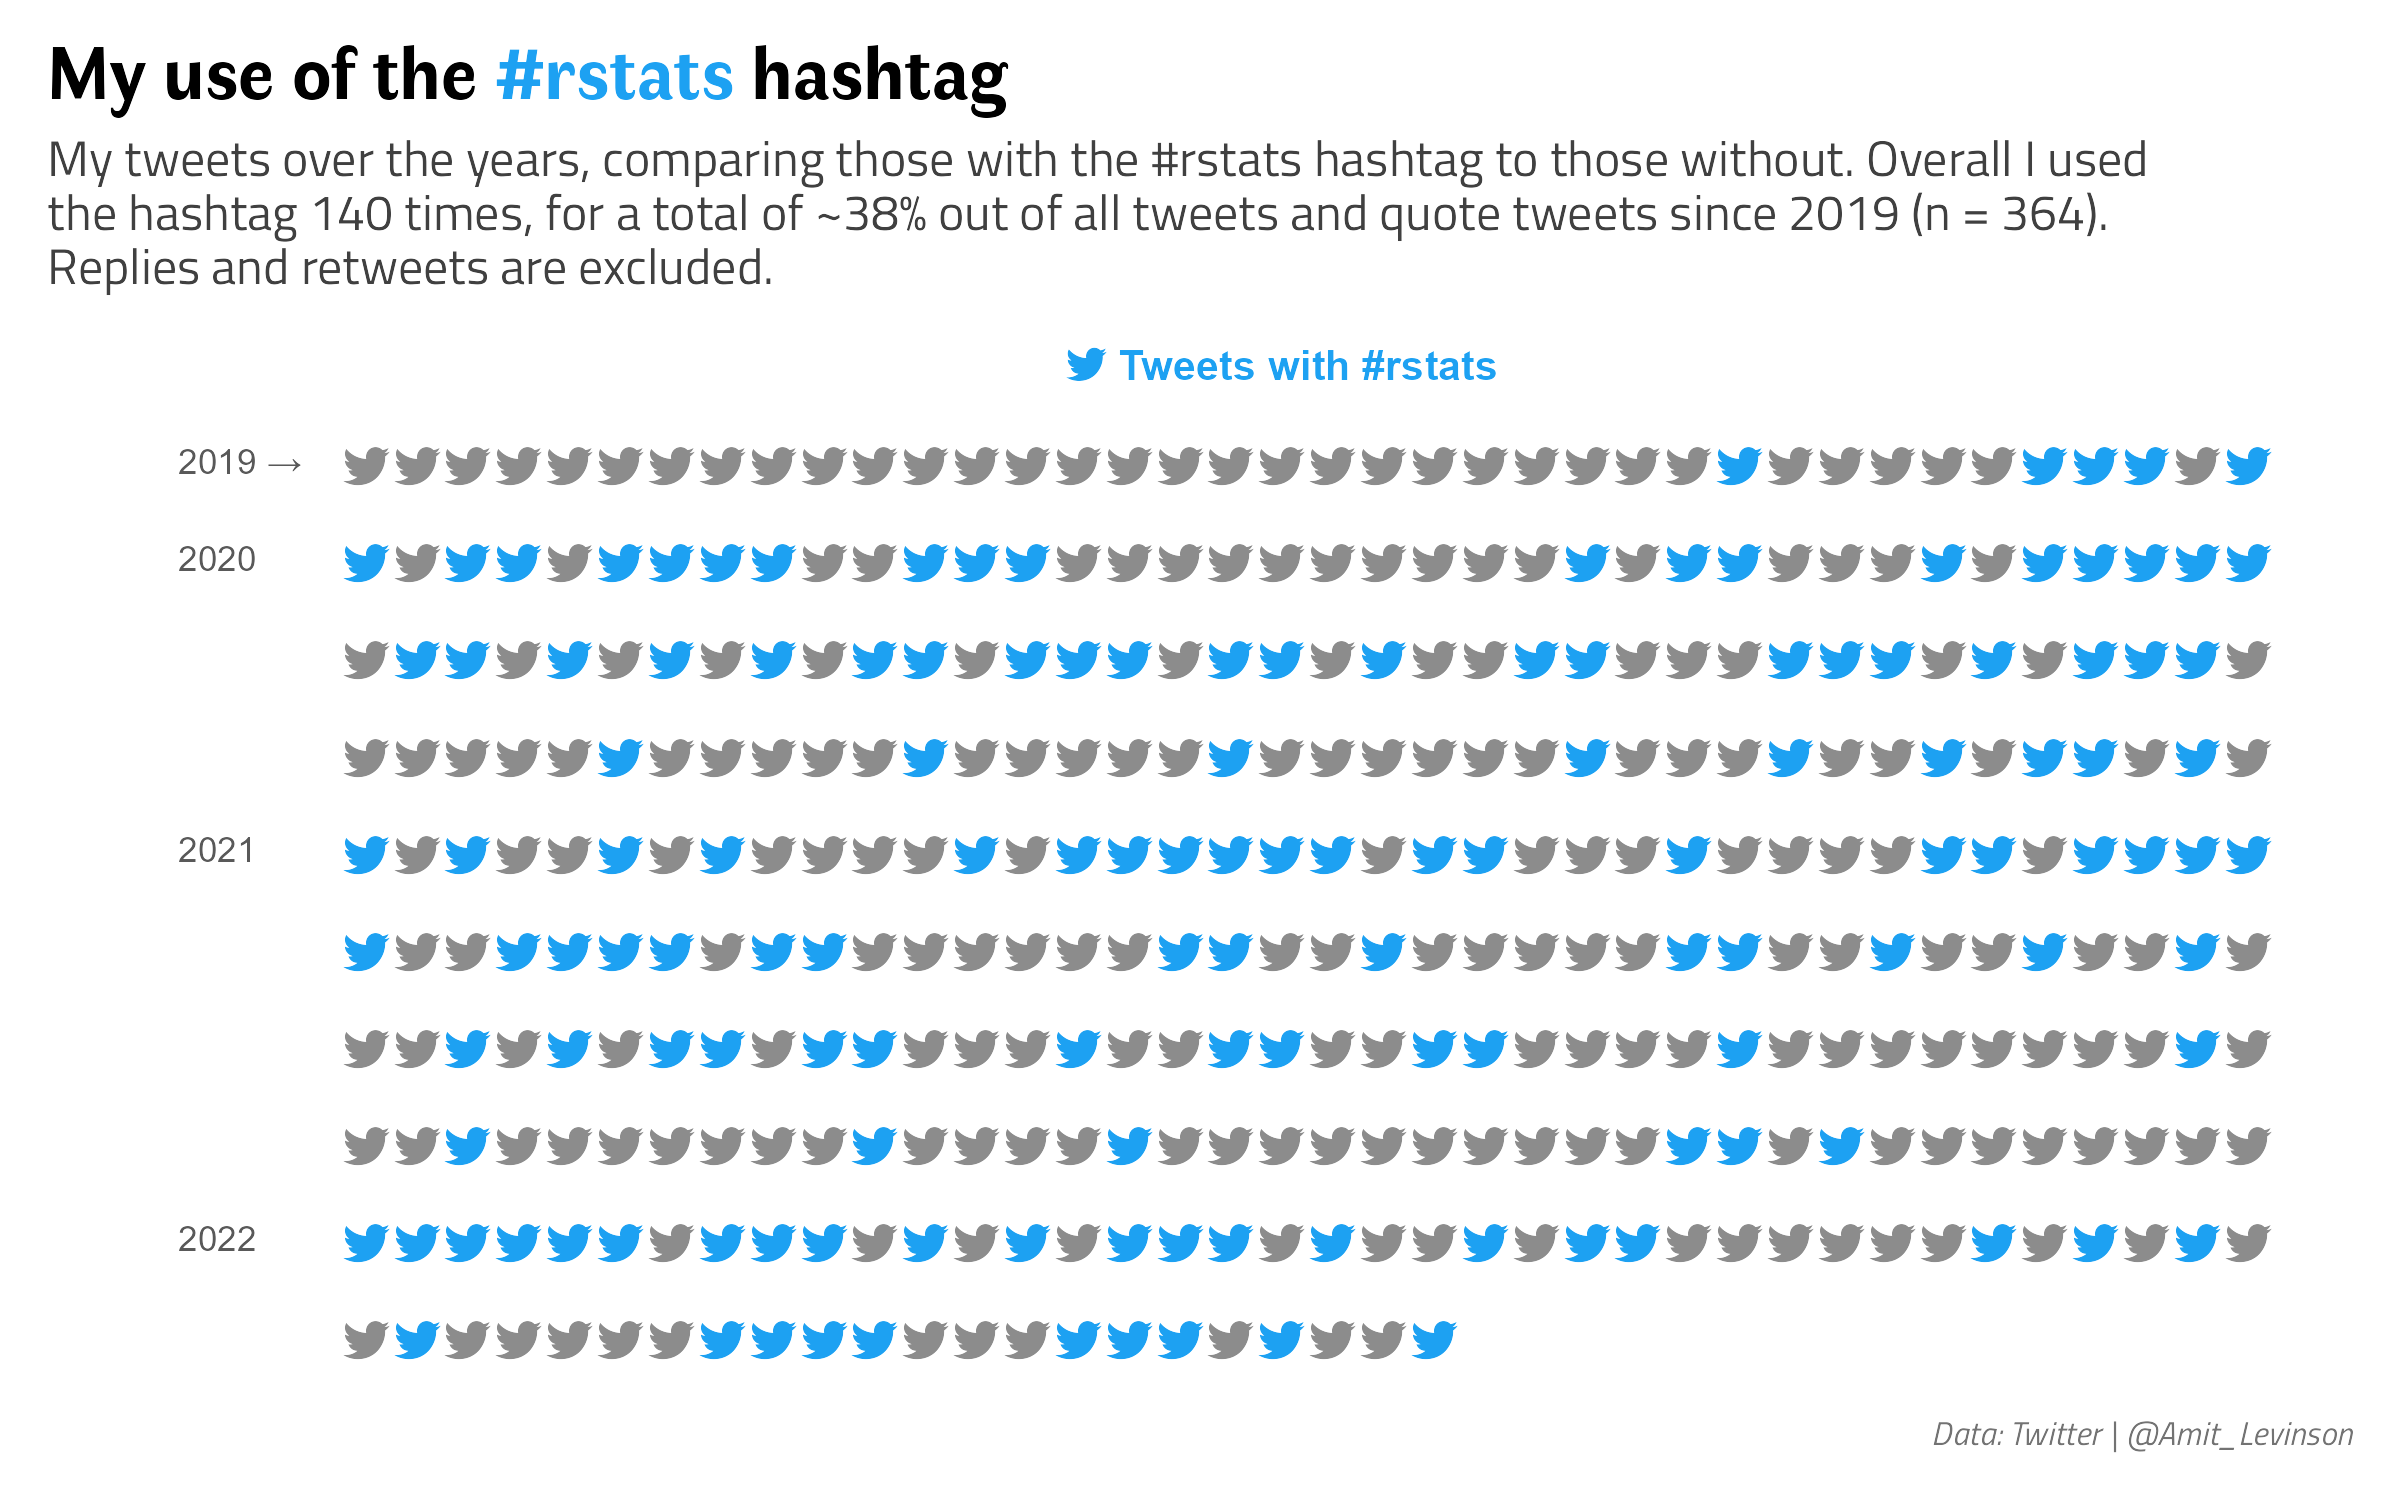 My use of the #rstats hashtag
My tweets over the years, comparing those with the #rstats hashtag to those without. Overall I used
the hashtag 140 times, for a total of ~38% out of all tweets and quote tweets since 2019 (n = 364).
Replies and retweets are excluded.
Tweets with #rstats
2019 →
2020
2021
2022
Data: Twitter | @Amit_Levinson